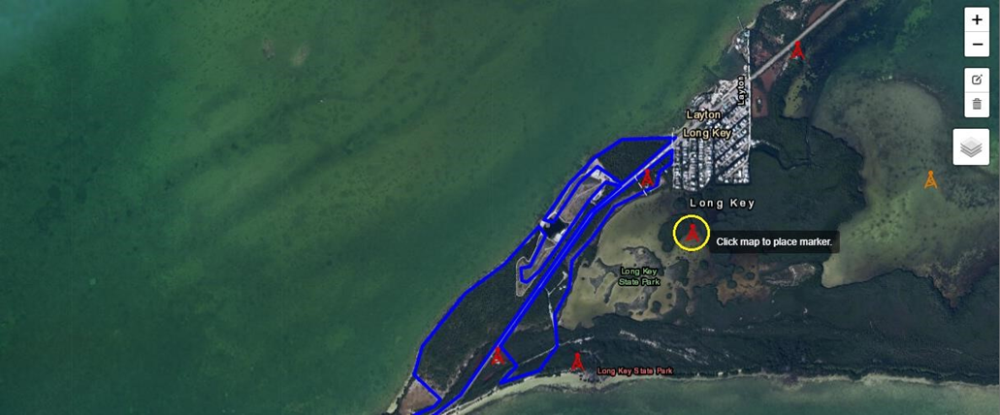 +
−
Layton
Layton
Long Key
Long Key
Click map to place marker.
Long Key
State Park
Long Key State Park